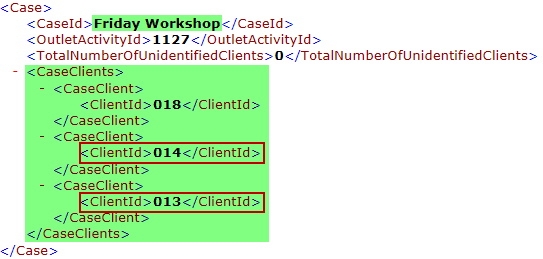 <Case>
<CaseId>Friday Workshop</CaseId>
<OutletActivityId>1127</OutletActivityId>
<TotalNumberOfUnidentifiedClients>0</TotalNumberOfUnidentifiedClients>
- <CaseClients>
- <CaseClient>
<ClientId>018</ClientId>
</CaseClient>
- <CaseClient>
<ClientId>014</ClientId>
</CaseClient>
- <CaseClient>
<ClientId>013</ClientId>
</CaseClient>
</CaseClients>
</Case>